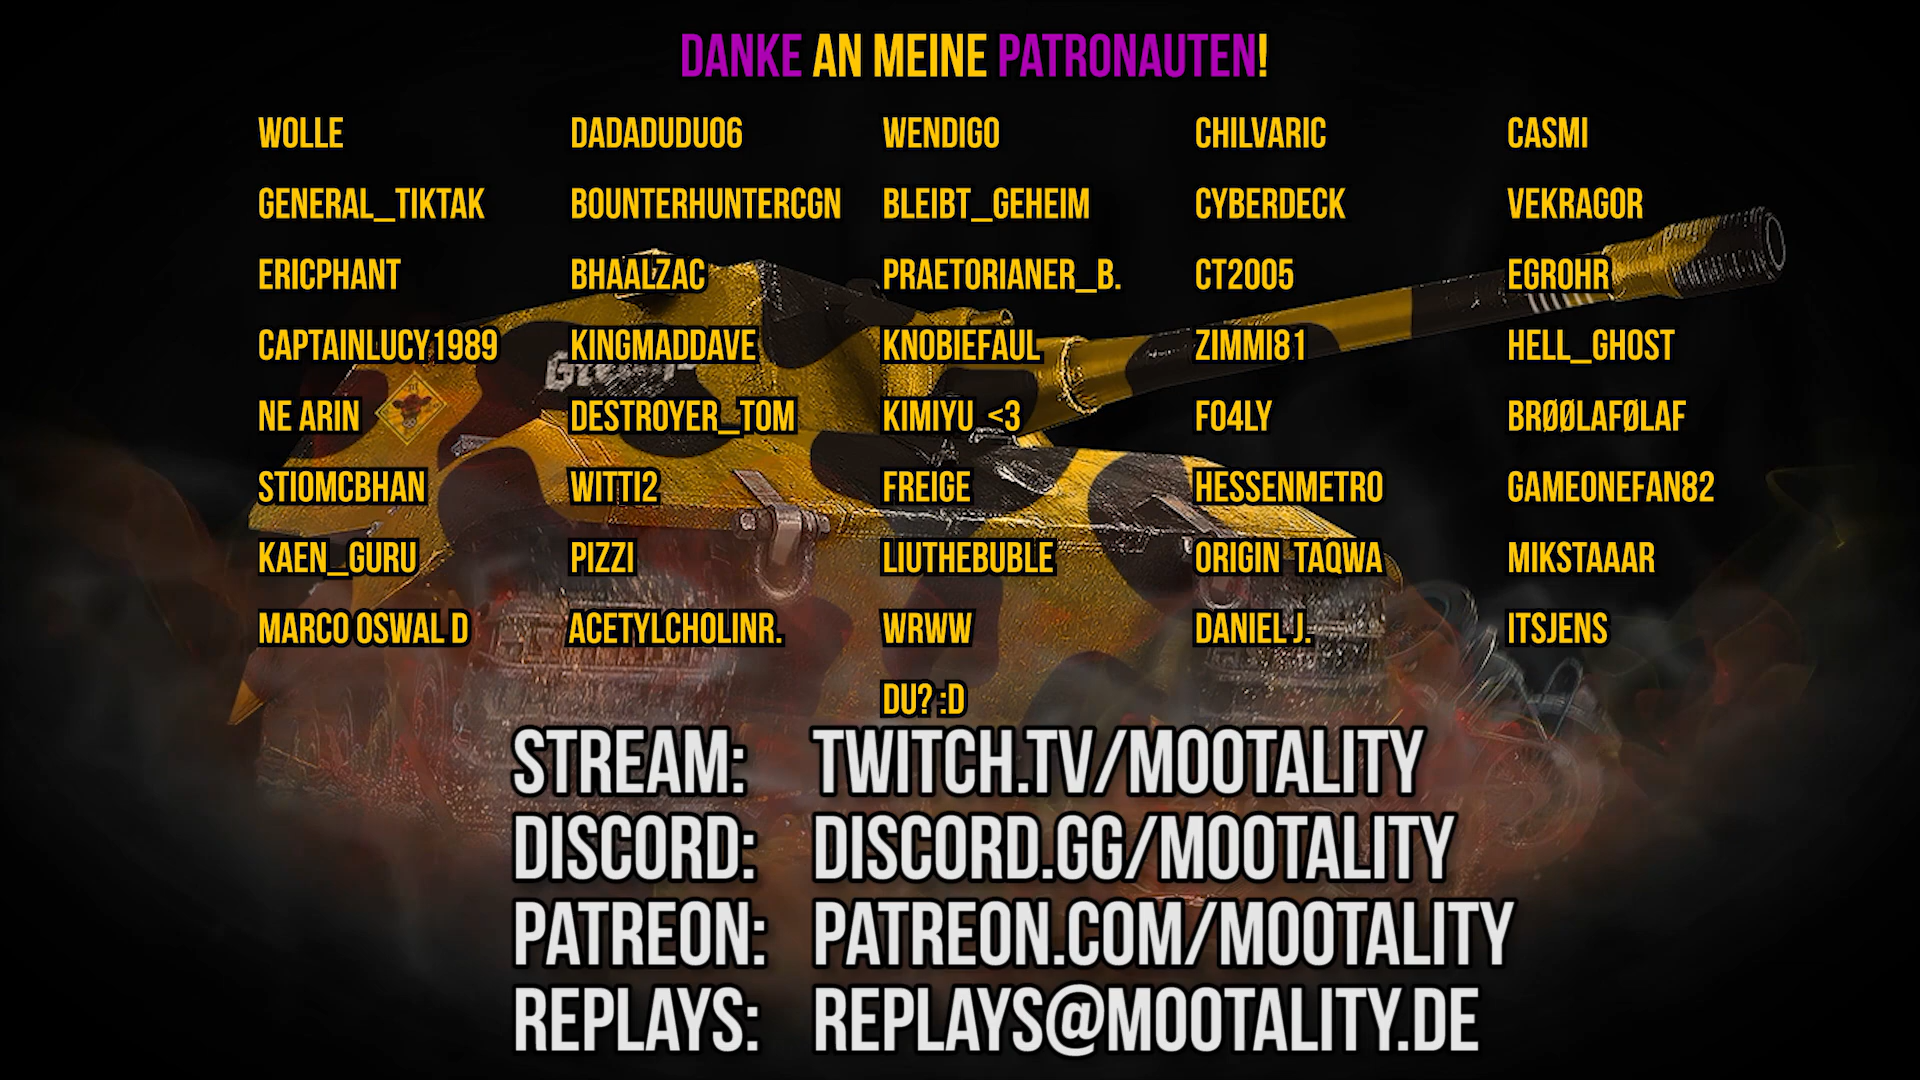 DANKE AN MEINE PATRONAUTEN!
WOLLE DADADUDU06 WENDIGO CHILVARIC CASMI
GENERAL_TIKTAK BOUNTERHUNTERCGN BLEIBT_GEHEIM CYBERDECK VEKRAGOR
ERICPHANT BHAALZAC PRAETORIANER_B. CT2005 EGROHR
CAPTAINLUCY1989 KINGMADDAVE KNOBIEFAUL ZIMMI81 HELL_GHOST
NE ARIN DESTROYER_TOM KIMIYU <3 FO4LY BRØØLAFØLAF
STIOMCBHAN WITTI2 FREIGE HESSENMETRO GAMEONEFAN82
KAEN_GURU PIZZI LIUTHEBUBLE ORIGIN TAQWA MIKSTAAAR
MARCO OSWAL D ACETYLCHOLINR. WRWW DANIEL J. ITSJENS
DU? :D
STREAM: TWITCH.TV/MOOTALITY
DISCORD: DISCORD.GG/MOOTALITY
PATREON: PATREON.COM/MOOTALITY
REPLAYS: REPLAYS@MOOTALITY.DE